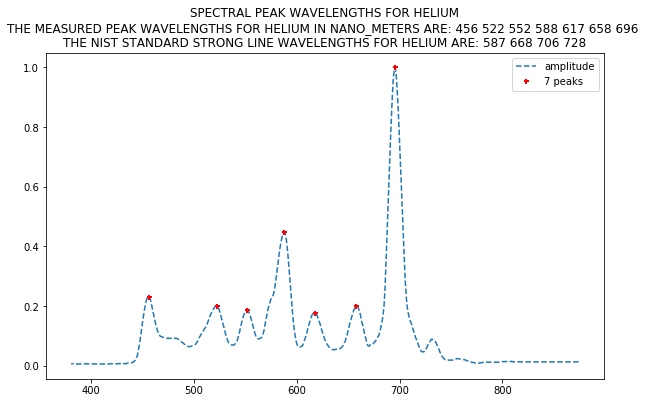 SPECTRAL PEAK WAVELENGTHS FOR HELIUM
THE MEASURED PEAK WAVELENGTHS FOR HELIUM IN NANO_METERS ARE: 456 522 552 588 617 658 696
THE NIST STANDARD STRONG LINE WAVELENGTHS FOR HELIUM ARE: 587 668 706 728
amplitude
7 peaks
1.0
0.8
0.6
0.4
0.2
0.0
400 500 600 700 800